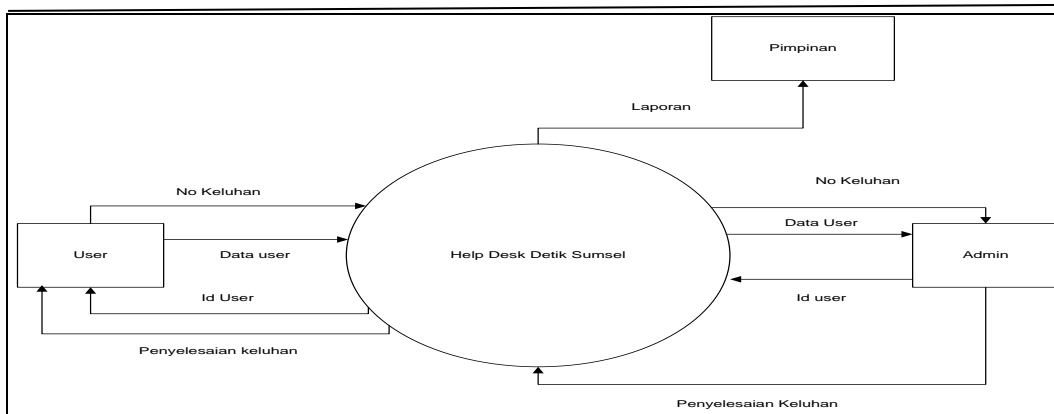 Pimpinan
Laporan
No Keluhan
No Keluhan
Data User
User
Data user
Help Desk Detik Sumsel
Admin
Id User
Id user
Penyelesaian keluhan
Penyelesaian Keluhan